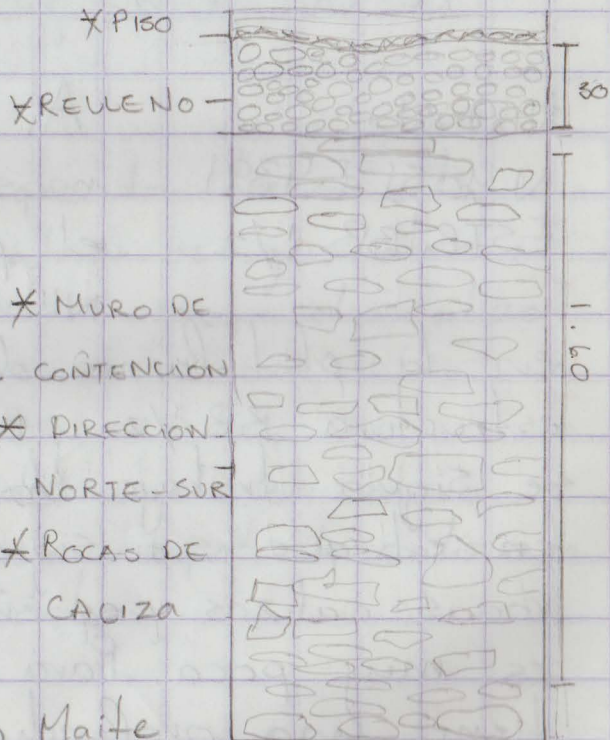 * PISO
* RELLENO
30
* MURO DE
CONTENCION
* DIRECCION
NORTE-SUR
1.60
* ROCAS DE
CALIZA
Maite